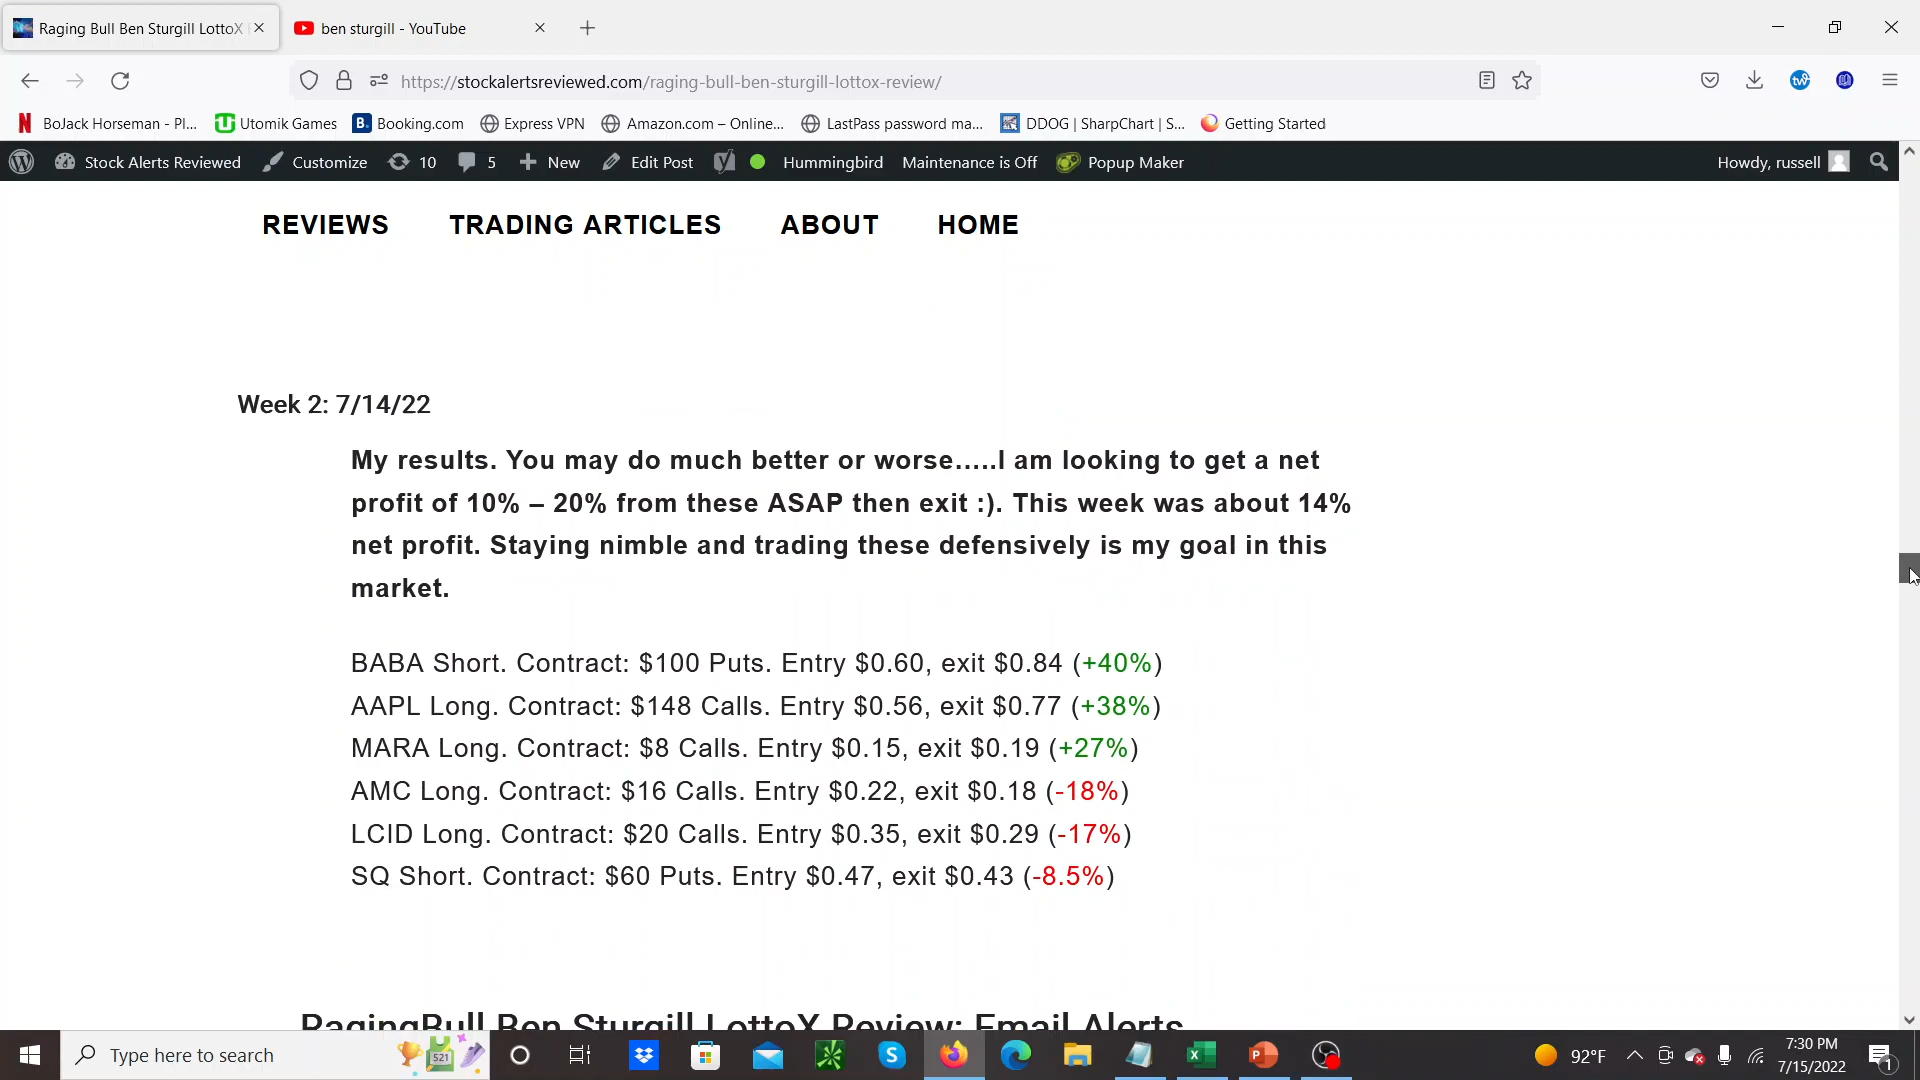 Raging Bull Ben Sturgill LottoX
ben sturgill - YouTube
https://stockalertsreviewed.com/raging-bull-ben-sturgill-lottox-review/
BoJack Horseman - Pl...
Utomik Games
Booking.com
Express VPN
Amazon.com – Online...
LastPass password ma...
DDOG | SharpChart | S...
Getting Started
Stock Alerts Reviewed
Customize
10
5
New
Edit Post
Hummingbird
Maintenance is Off
Popup Maker
Howdy, russell
REVIEWS
TRADING ARTICLES
ABOUT
HOME
Week 2: 7/14/22
My results. You may do much better or worse.....I am looking to get a net
profit of 10% – 20% from these ASAP then exit :). This week was about 14%
net profit. Staying nimble and trading these defensively is my goal in this
market.
BABA Short. Contract: $100 Puts. Entry $0.60, exit $0.84 (+40%)
AAPL Long. Contract: $148 Calls. Entry $0.56, exit $0.77 (+38%)
MARA Long. Contract: $8 Calls. Entry $0.15, exit $0.19 (+27%)
AMC Long. Contract: $16 Calls. Entry $0.22, exit $0.18 (-18%)
LCID Long. Contract: $20 Calls. Entry $0.35, exit $0.29 (-17%)
SQ Short. Contract: $60 Puts. Entry $0.47, exit $0.43 (-8.5%)
RagingBull Ben Sturgill LottoX Review: Email Alerts
Type here to search
521
92°F
7:30 PM
7/15/2022
1